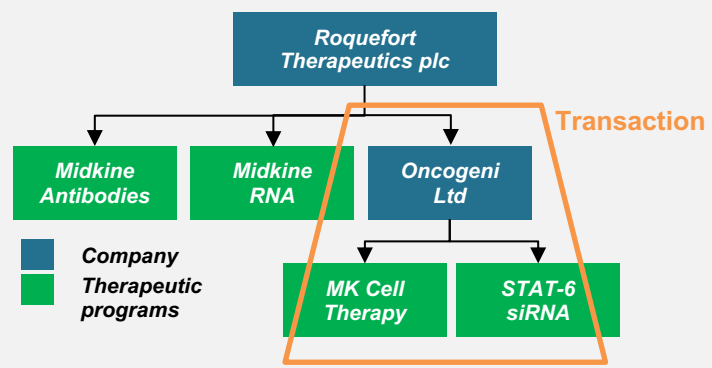 Roquefort
Therapeutics plc
Transaction
Midkine
Antibodies
Midkine
RNA
Oncogeni
Ltd
Company
Therapeutic
programs
MK Cell
Therapy
STAT-6
siRNA